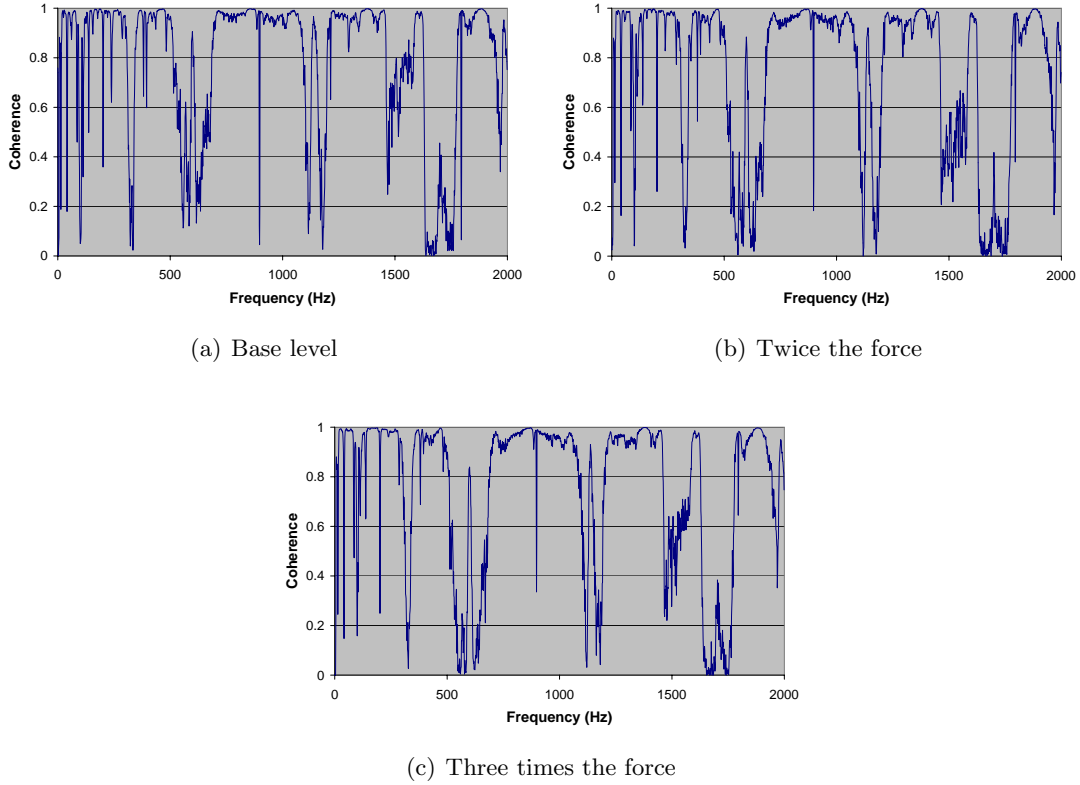 1
0.8
0.6
0.4
0.2
0
Coherence
0 500 1000 1500 2000
Frequency (Hz)
(a) Base level
1
0.8
0.6
0.4
0.2
0
Coherence
0 500 1000 1500 2000
Frequency (Hz)
(b) Twice the force
1
0.8
0.6
0.4
0.2
0
Coherence
0 500 1000 1500 2000
Frequency (Hz)
(c) Three times the force